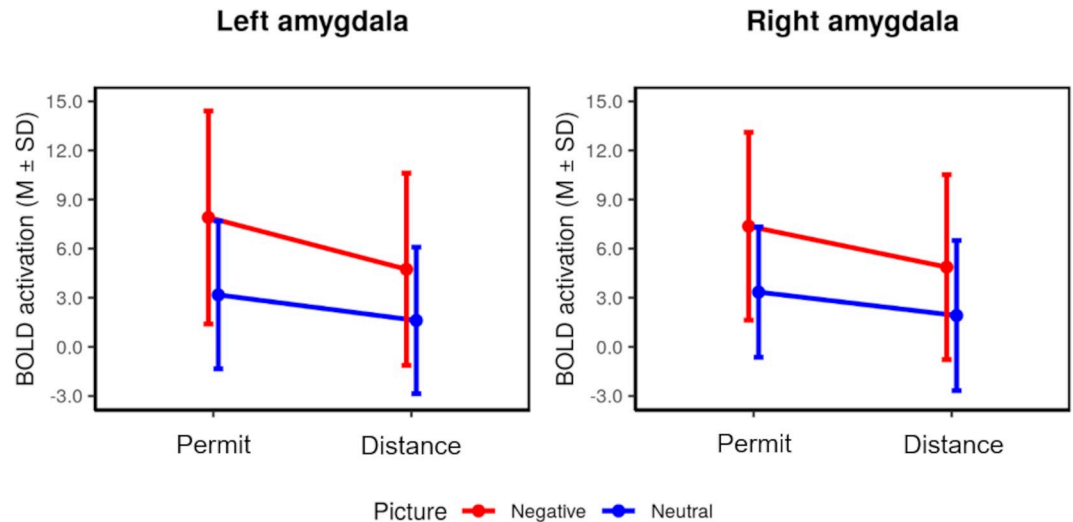 Left amygdala
BOLD activation (M ± SD)
15.0
12.0
9.0
6.0
3.0
0.0
-3.0
Permit Distance
Right amygdala
BOLD activation (M ± SD)
15.0
12.0
9.0
6.0
3.0
0.0
-3.0
Permit Distance
Picture Negative Neutral